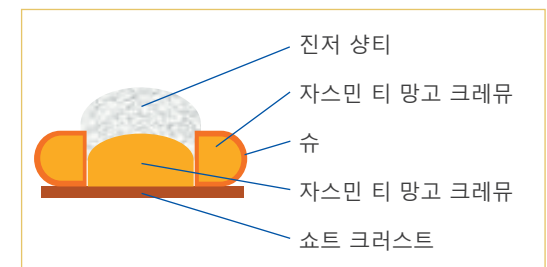 진저 샹티
자스민 티 망고 크레뮤
슈
자스민 티 망고 크레뮤
쇼트 크러스트